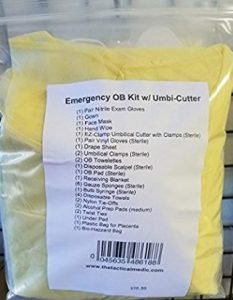 Emergency OB Kit w/ Umbi-Cutter
(1) Pair Nitrile Exam Gloves
(1) Gown
(1) Face Mask
(1) Hand Wipe
(1) EZ-Clamp Umbilical Cutter with Clamps (Sterile)
(1) Pair Vinyl Gloves (Sterile)
(1) Drape Sheet
(2) Umbilical Clamps (Sterile)
(2) OB Towelettes
(1) Disposable Scalpel (Sterile)
(1) OB Pad (Sterile)
(1) Receiving Blanket
(6) Gauze Sponges (Sterile)
(1) Bulb Syringe (Sterile)
(4) Disposable Towels
(2) Nylon Tie-Offs
(2) Alcohol Prep Pads (medium)
(2) Twist Ties
(1) Under Pad
(1) Plastic Bag for Placenta
(1) Bio-Hazzard Bag
www.thetacticalmedic.com